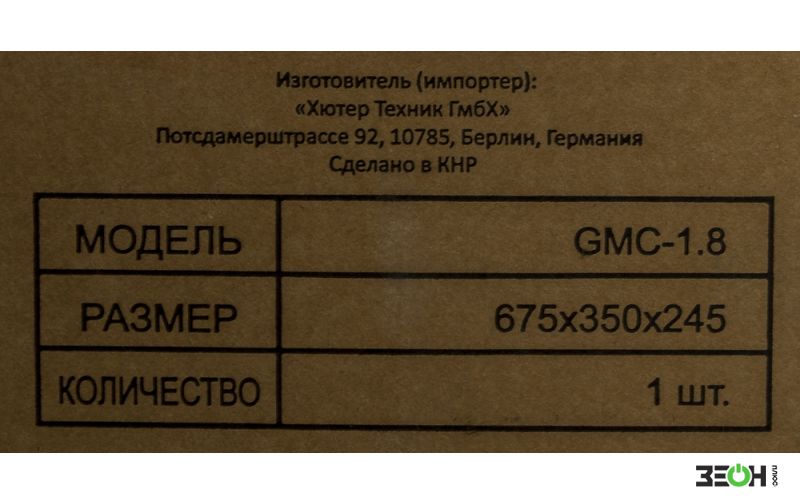 Изготовитель (импортер):
«Хютер Техник ГмбХ»
Потсдамерштрассе 92, 10785, Берлин, Германия
Сделано в КНР
МОДЕЛЬ GMC-1.8
РАЗМЕР 675x350x245
КОЛИЧЕСТВО 1 шт.
ЗЕОН плюс